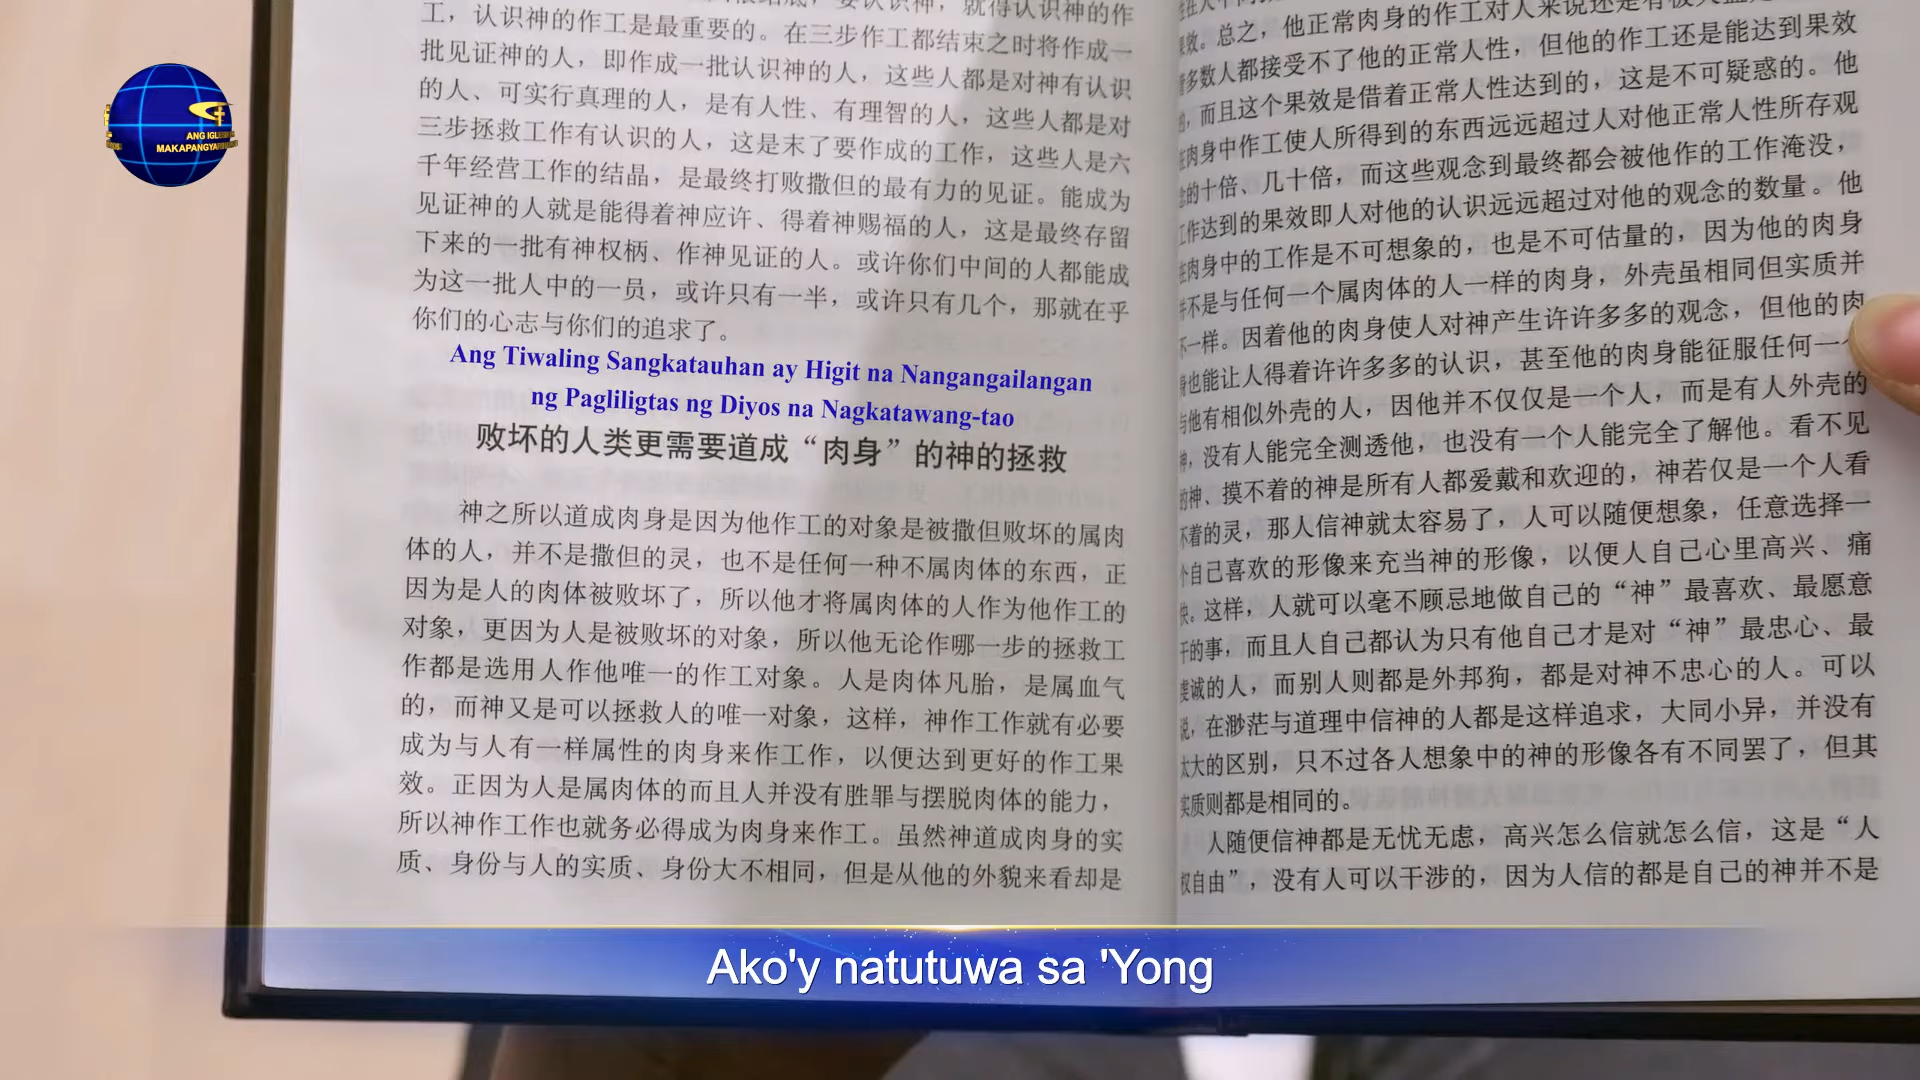 工，认识神的作工是最重要的。在三步作工都结束之时将作成一
批见证神的人，即作成一批认识神的人，这些人都是对神有认识
的人、可实行真理的人，是有人性、有理智的人，这些人都是对
三步拯救工作有认识的人，这是末了要作成的工作，这些人是六
千年经营工作的结晶，是最终打败撒但的最有力的见证。能成为
见证神的人就是能得着神应许、得着神赐福的人，这是最终存留
下来的一批有神权柄、作神见证的人。或许你们中间的人都能成
为这一批人中的一员，或许只有一半，或许只有几个，那就在乎
你们的心志与你们的追求了。
Ang Tiwaling Sangkatauhan ay Higit na Nangangailangan
ng Pagliligtas ng Diyos na Nagkatawang-tao
败坏的人类更需要道成“肉身”的神的拯救
神之所以道成肉身是因为他作工的对象是被撒但败坏的属肉
体的人，并不是撒但的灵，也不是任何一种不属肉体的东西，正
因为是人的肉体被败坏了，所以他才将属肉体的人作为他作工的
对象，更因为人是被败坏的对象，所以他无论作哪一步的拯救工
作都是选用人作他唯一的作工对象。人是肉体凡胎，是属血气
的，而神又是可以拯救人的唯一对象，这样，神作工作就有必要
成为与人有一样属性的肉身来作工作，以便达到更好的作工果
效。正因为人是属肉体的而且人并没有胜罪与摆脱肉体的能力，
所以神作工作也就务必得成为肉身来作工。虽然神道成肉身的实
质、身份与人的实质、身份大不相同，但是从他的外貌来看却是
效。总之，他正常肉身的作工对人来说还是有极大益
多数人都接受不了他的正常人性，但他的作工还是能达到果效
的，而且这个果效是借着正常人性达到的，这是不可疑惑的。他
在肉身中作工使人所得到的东西远远超过人对他正常人性所存观
念的十倍、几十倍，而这些观念到最终都会被他作的工作淹没，
工作达到的果效即人对他的认识远远超过对他的观念的数量。他
在肉身中的工作是不可想象的，也是不可估量的，因为他的肉身
并不是与任何一个属肉体的人一样的肉身，外壳虽相同但实质并
不一样。因着他的肉身使人对神产生许许多多的观念，但他的肉
身也能让人得着许许多多的认识，甚至他的肉身能征服任何一个
与他有相似外壳的人，因他并不仅仅是一个人，而是有人外壳的
神，没有人能完全测透他，也没有一个人能完全了解他。看不见
的神、摸不着的神是所有人都爱戴和欢迎的，神若仅是一个人看
不着的灵，那人信神就太容易了，人可以随便想象，任意选择一
个自己喜欢的形像来充当神的形像，以便人自己心里高兴、痛
快。这样，人就可以毫不顾忌地做自己的“神”最喜欢、最愿意
干的事，而且人自己都认为只有他自己才是对“神”最忠心、最
虔诚的人，而别人则都是外邦狗，都是对神不忠心的人。可以
说，在渺茫与道理中信神的人都是这样追求，大同小异，并没有
太大的区别，只不过各人想象中的神的形像各有不同罢了，但其
实质则都是相同的。
人随便信神都是无忧无虑，高兴怎么信就怎么信，这是“人
权自由”，没有人可以干涉的，因为人信的都是自己的神并不是
Ako'y natutuwa sa 'Yong